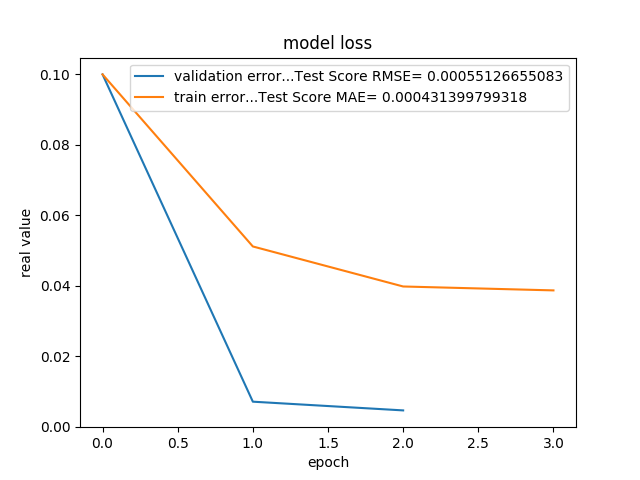 model loss
validation error...Test Score RMSE= 0.00055126655083
train error...Test Score MAE= 0.000431399799318
0.10
0.08
0.06
0.04
0.02
0.00
real value
0.0 0.5 1.0 1.5 2.0 2.5 3.0
epoch